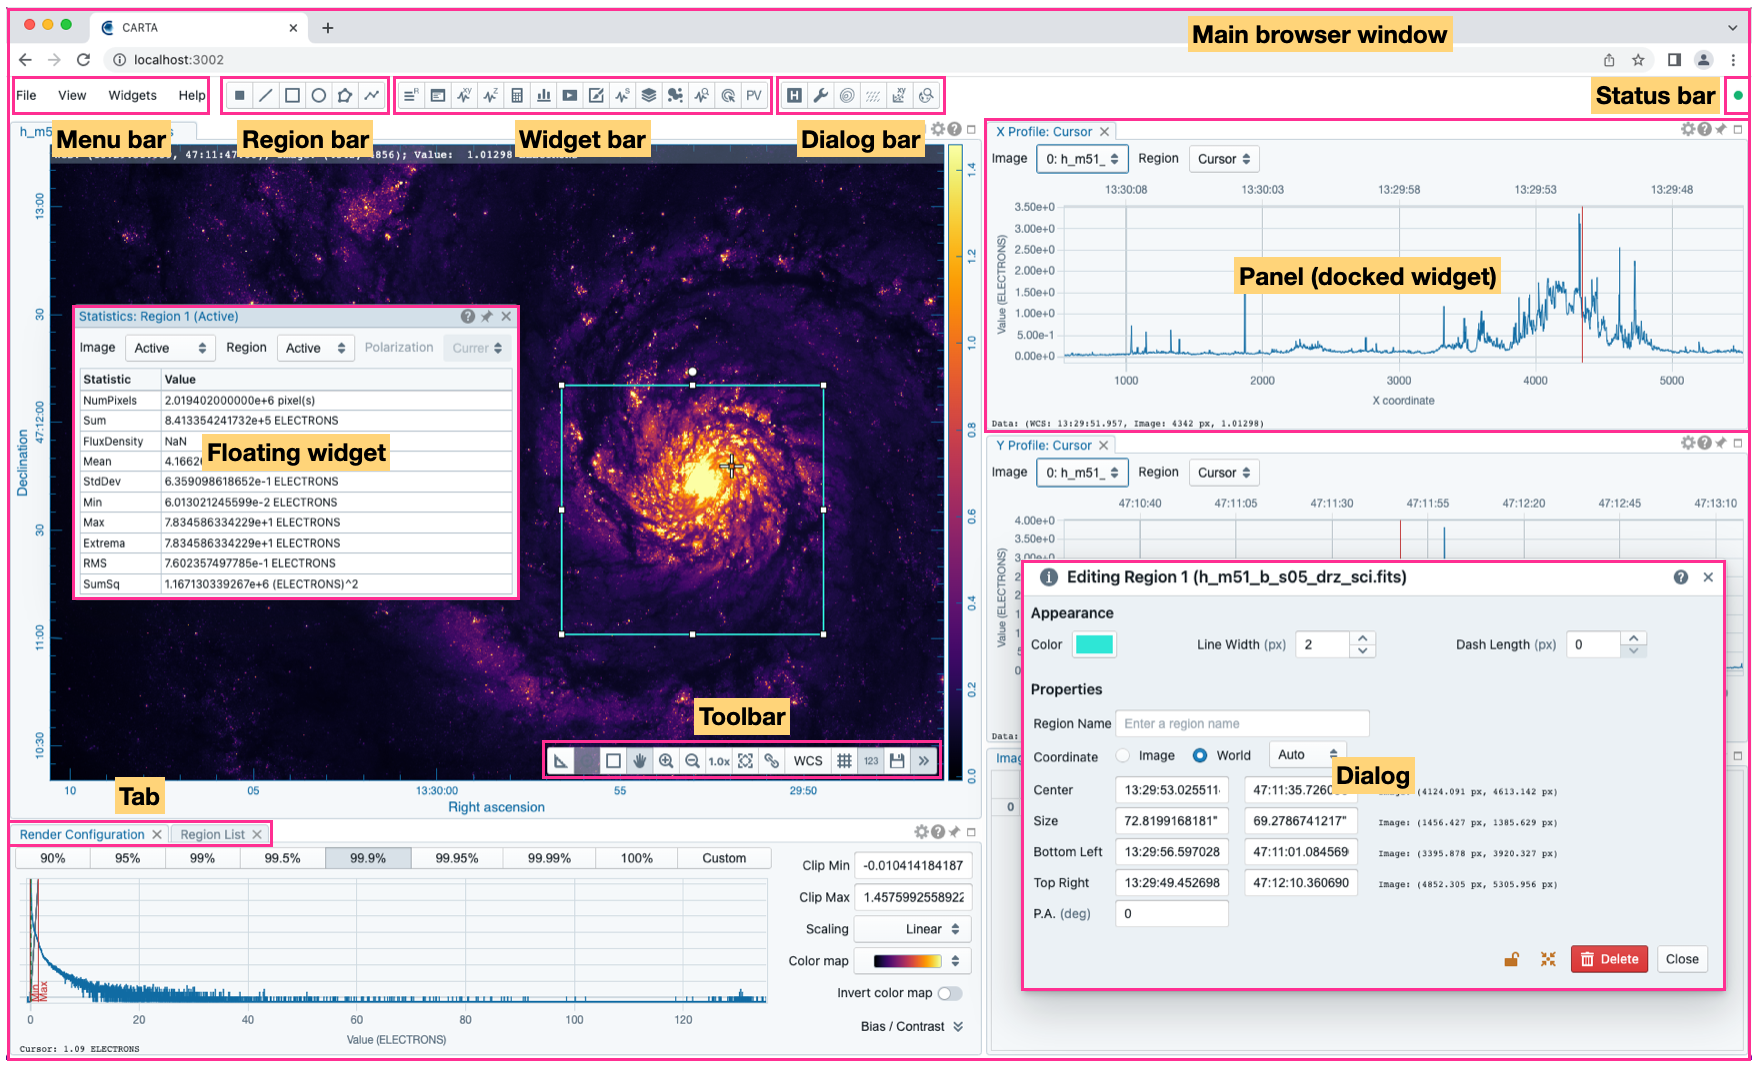 CARTA
Main browser window
localhost:3002
File View Widgets Help
PV
Status bar
Menu bar
Region bar
Widget bar
Dialog bar
h_m5
47:11:47
856); Value: 1.01298
13:00
30
47:12:00
30
11:00
10:30
Declination
10 05 13:30:00 55 29:50
Right ascension
1.4
1.2
1.0
0.8
0.6
0.4
0.2
0.0
Statistics: Region 1 (Active)
Image Active Region Active Polarization Currer
Statistic Value
NumPixels 2.019402000000e+6 pixel(s)
Sum 8.413354241732e+5 ELECTRONS
FluxDensity NaN
Mean 4.1662
StdDev 6.359098618652e-1 ELECTRONS
Min 6.013021245599e-2 ELECTRONS
Max 7.834586334229e+1 ELECTRONS
Extrema 7.834586334229e+1 ELECTRONS
RMS 7.602357497785e-1 ELECTRONS
SumSq 1.167130339267e+6 (ELECTRONS)^2
Floating widget
Toolbar
1.0x WCS 123
Tab
Render Configuration Region List
90% 95% 99% 99.5% 99.9% 99.95% 99.99% 100% Custom
Clip Min -0.010414184187
Clip Max 1.4575992558922
Scaling Linear
Color map
Invert color map
Bias / Contrast
Min
Max
0 20 40 60 80 100 120
Value (ELECTRONS)
Cursor: 1.09 ELECTRONS
X Profile: Cursor
Image 0: h_m51_ Region Cursor
13:30:08 13:30:03 13:29:58 13:29:53 13:29:48
3.50e+0
3.00e+0
2.50e+0
2.00e+0
1.50e+0
1.00e+0
5.00e-1
0.00e+0
Value (ELECTRONS)
Panel (docked widget)
1000 2000 3000 4000 5000
X coordinate
Data: (WCS: 13:29:51.957, Image: 4342 px, 1.01298)
Y Profile: Cursor
Image 0: h_m51_ Region Cursor
47:10:40 47:11:05 47:11:30 47:11:55 47:12:20 47:12:45 47:13:10
4.00e+0
3.50e+0
3.00e+0
Value (ELECTRONS)
Data:
Imag
0
Editing Region 1 (h_m51_b_s05_drz_sci.fits)
Appearance
Color Line Width (px) 2 Dash Length (px) 0
Properties
Region Name Enter a region name
Coordinate Image World Auto
Dialog
Center 13:29:53.025511 47:11:35.726 (4124.091 px, 4613.142 px)
Size 72.8199168181" 69.2786741217" Image: (1456.427 px, 1385.629 px)
Bottom Left 13:29:56.597028 47:11:01.084569 Image: (3395.878 px, 3920.327 px)
Top Right 13:29:49.452698 47:12:10.360690 Image: (4852.305 px, 5305.956 px)
P.A. (deg) 0
Delete Close